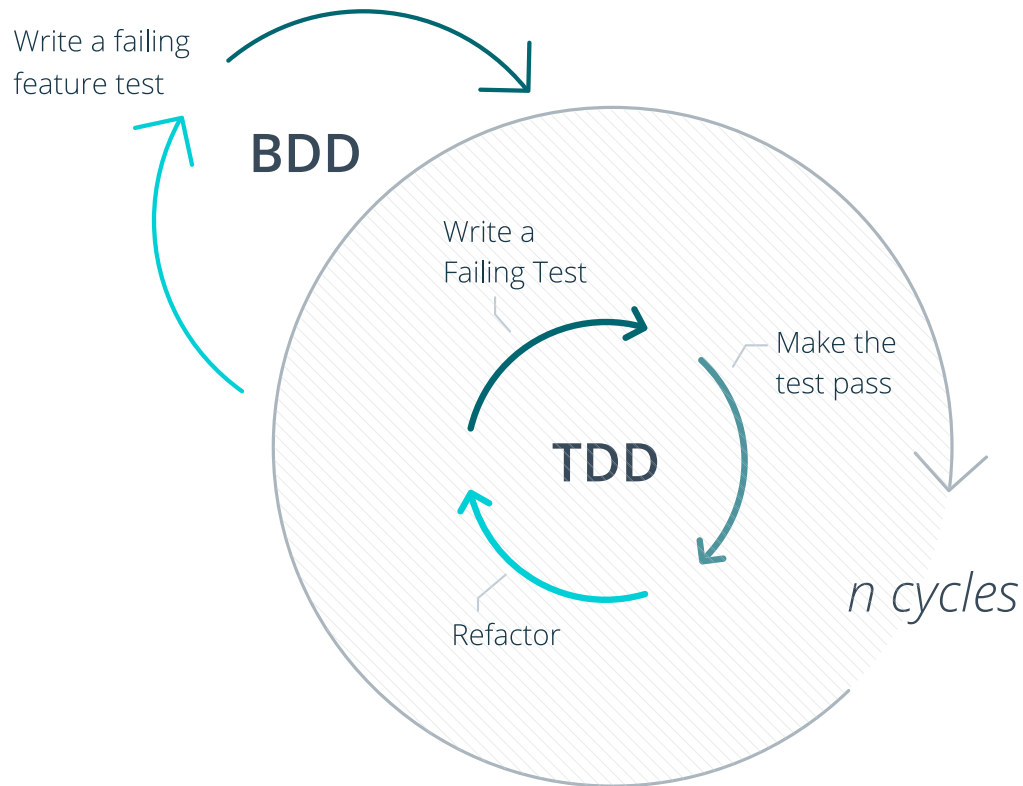 Write a failing
feature test
BDD
Write a
Failing Test
Make the
test pass
TDD
n cycles
Refactor